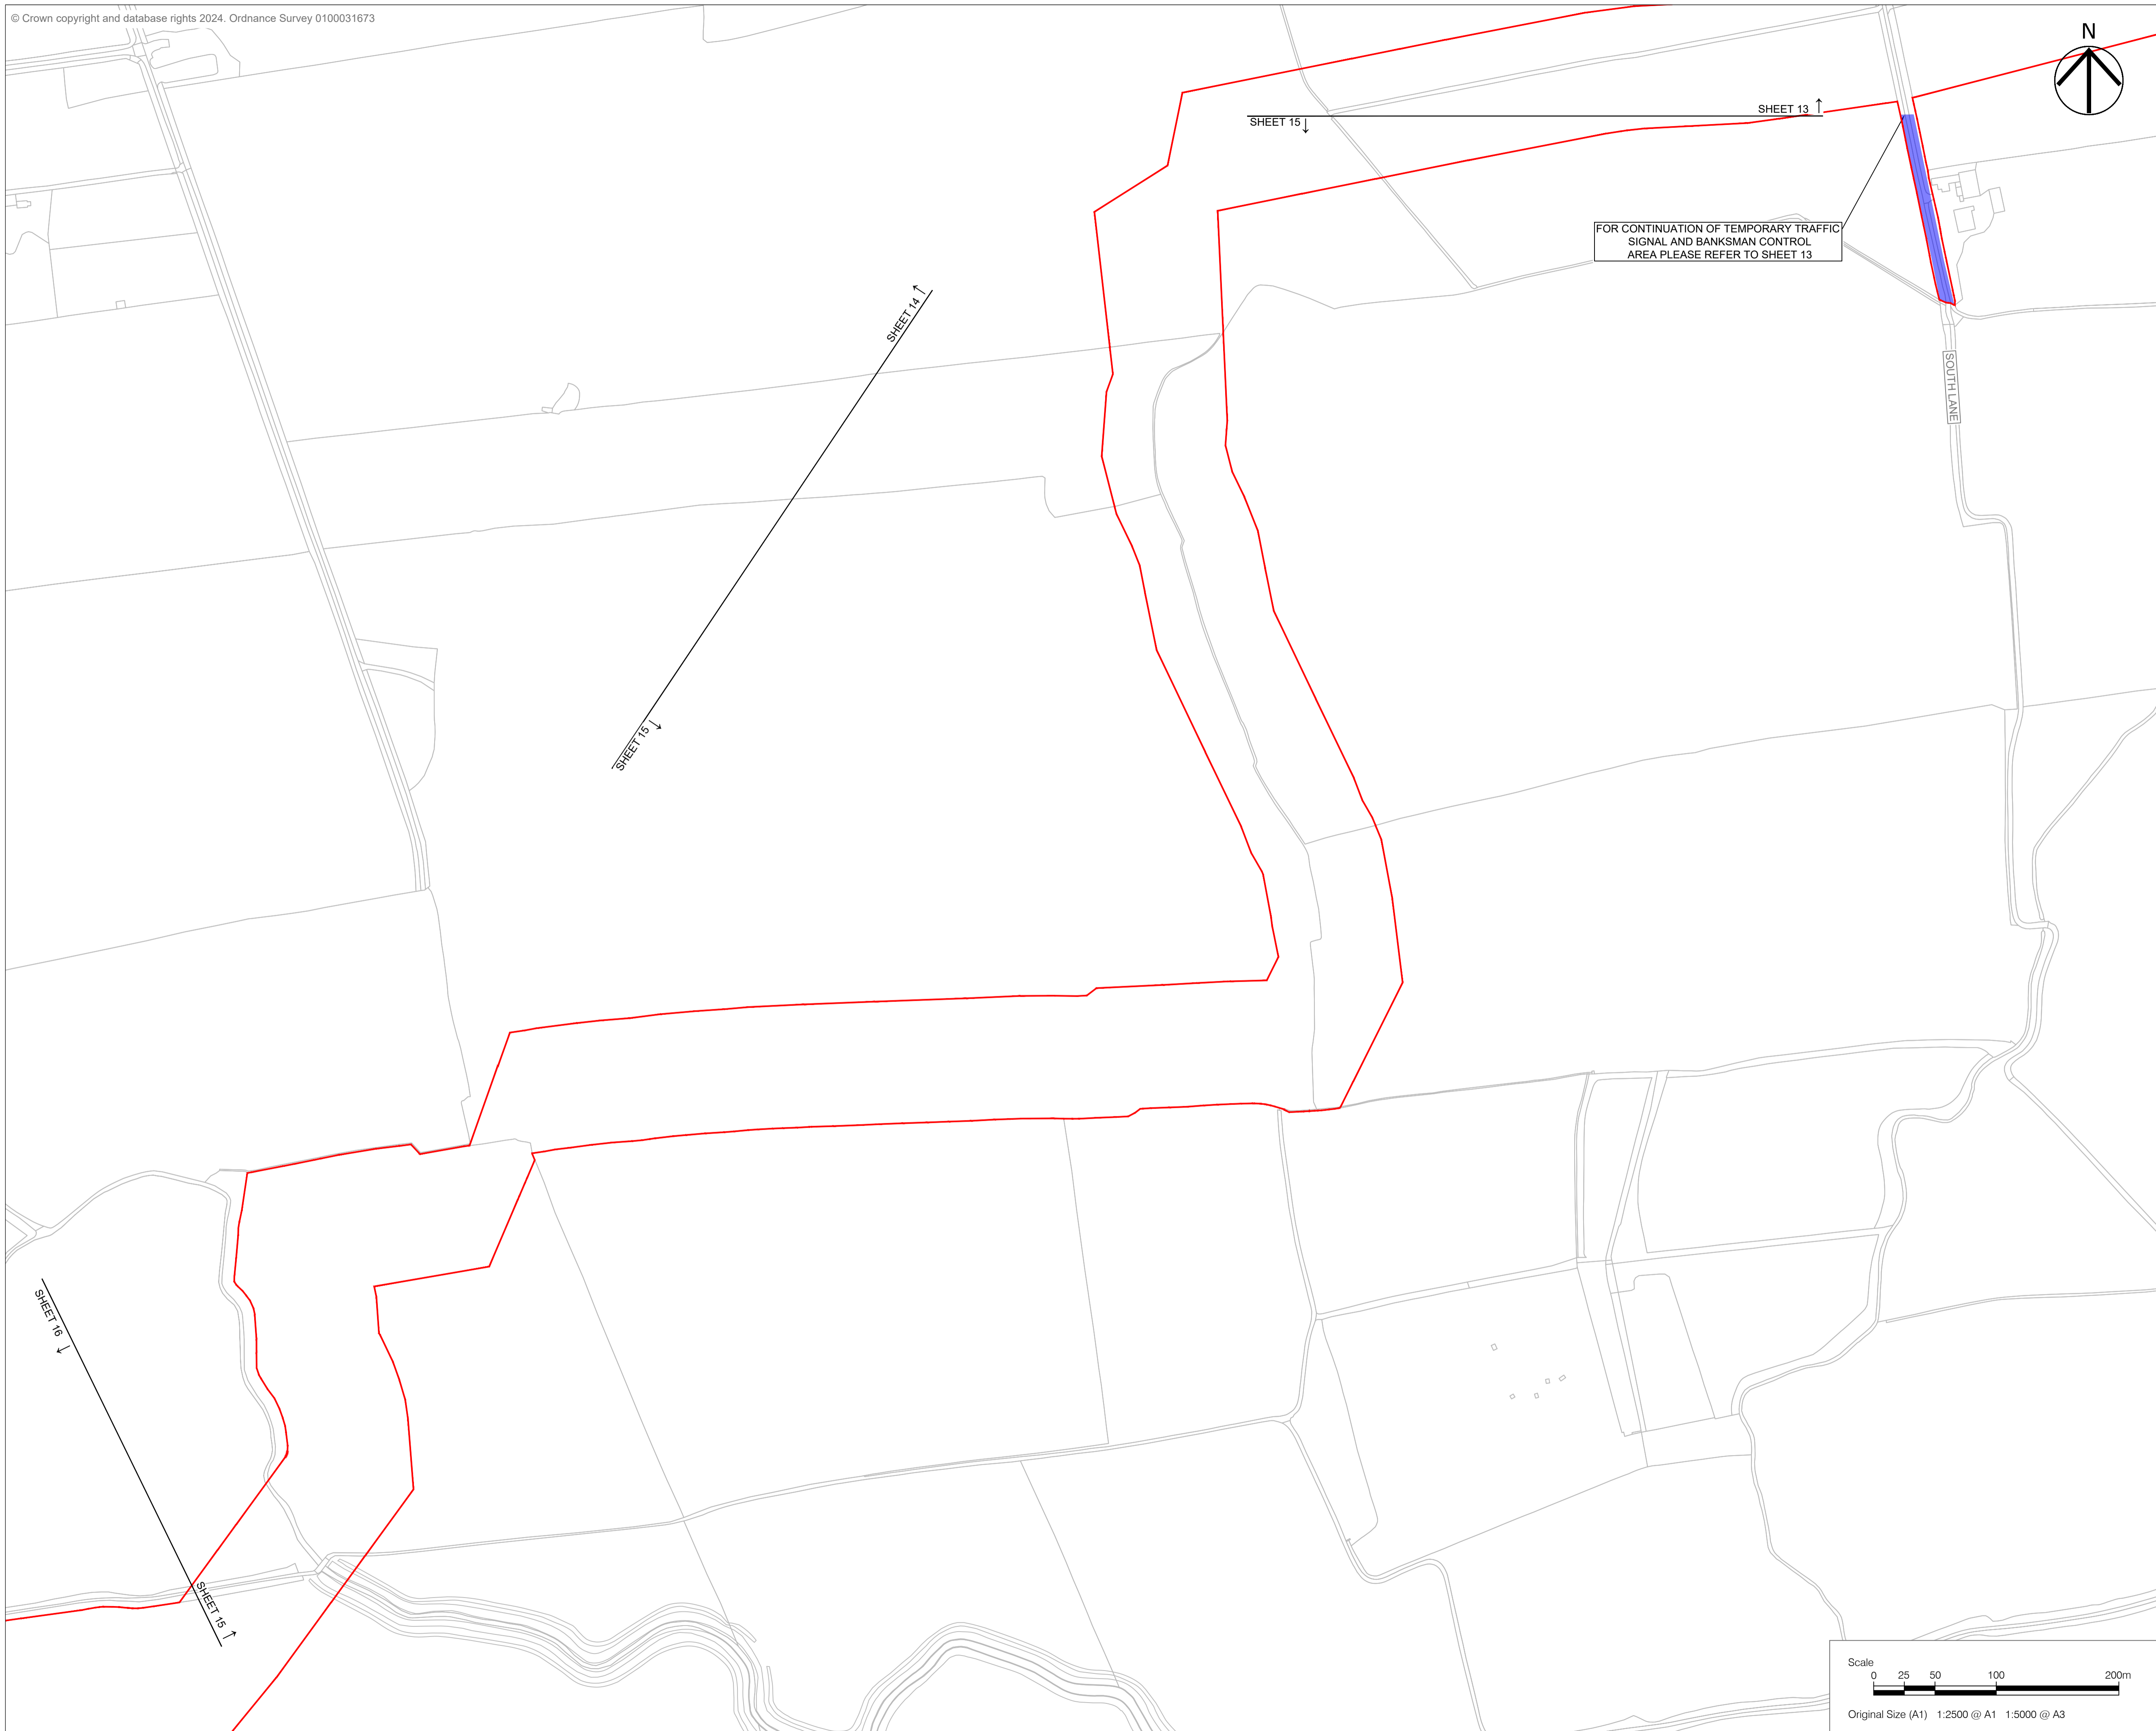 © Crown copyright and database rights 2024. Ordnance Survey 0100031673
N
SHEET 13
SHEET 15
FOR CONTINUATION OF TEMPORARY TRAFFIC
SIGNAL AND BANKSMAN CONTROL
AREA PLEASE REFER TO SHEET 13
SHEET 14
SOUTH LANE
SHEET 15
SHEET 16
SHEET 15
Scale
0 25 50 100 200m
Original Size (A1) 1:2500 @ A1 1:5000 @ A3